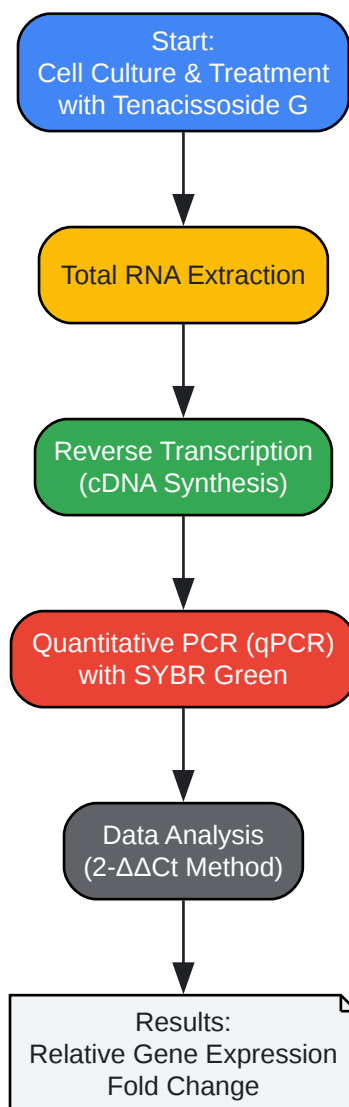 Start:
Cell Culture & Treatment
with Tenacissoside G
Total RNA Extraction
Reverse Transcription
(cDNA Synthesis)
Quantitative PCR (qPCR)
with SYBR Green
Data Analysis
(2-ΔΔCt Method)
Results:
Relative Gene Expression
Fold Change